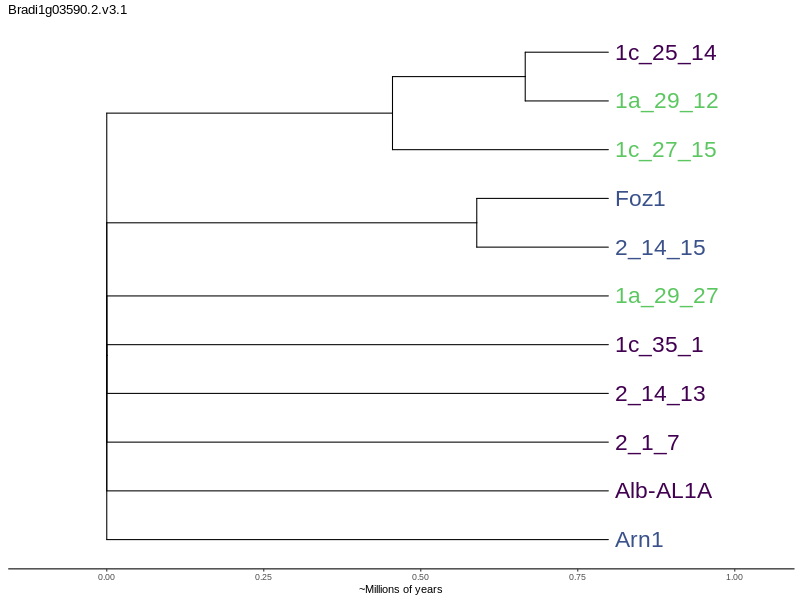 Bradi1g03590.2.v3.1
1c_25_14
1a_29_12
1c_27_15
Foz1
2_14_15
1a_29_27
1c_35_1
2_14_13
2_1_7
Alb-AL1A
Arn1
0.00 0.25 0.50 0.75 1.00
~Millions of years